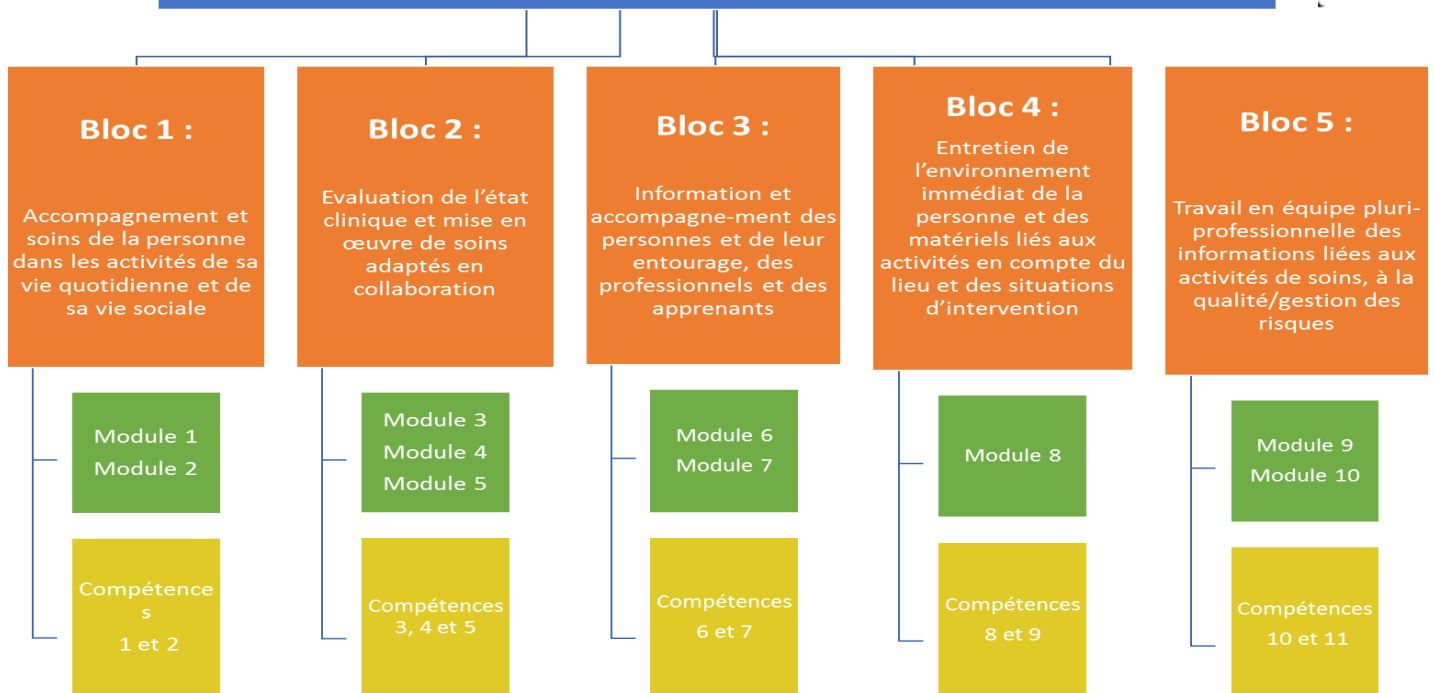 Bloc 1 :
Accompagnement et
soins de la personne
dans les activités de sa
vie quotidienne et de
sa vie sociale
Module 1
Module 2
Compétence
s
1 et 2
Bloc 2 :
Evaluation de l’état
clinique et mise en
œuvre de soins
adaptés en
collaboration
Module 3
Module 4
Module 5
Compétences
3, 4 et 5
Bloc 3 :
Information et
accompagne-ment des
personnes et de leur
entourage, des
professionnels et des
apprenants
Module 6
Module 7
Compétences
6 et 7
Bloc 4 :
Entretien de
l’environnement
immédiat de la
personne et des
matériels liés aux
activités en compte du
lieu et des situations
d’intervention
Module 8
Compétences
8 et 9
Bloc 5 :
Travail en équipe pluri-
professionnelle des
informations liées aux
activités de soins, à la
qualité/gestion des
risques
Module 9
Module 10
Compétences
10 et 11